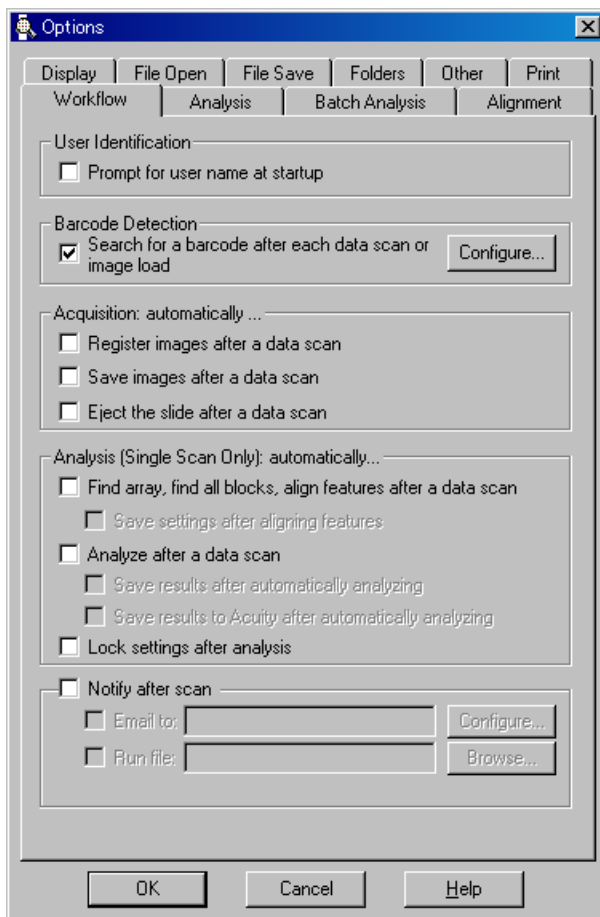 Options
Display
File Open
File Save
Folders
Other
Print
Workflow
Analysis
Batch Analysis
Alignment
User Identification
Prompt for user name at startup
Barcode Detection
Search for a barcode after each data scan or
image load
Configure...
Acquisition: automatically ...
Register images after a data scan
Save images after a data scan
Eject the slide after a data scan
Analysis (Single Scan Only): automatically...
Find array, find all blocks, align features after a data scan
Save settings after aligning features
Analyze after a data scan
Save results after automatically analyzing
Save results to Acuity after automatically analyzing
Lock settings after analysis
Notify after scan
Email to:
Configure...
Run file:
Browse...
OK
Cancel
Help